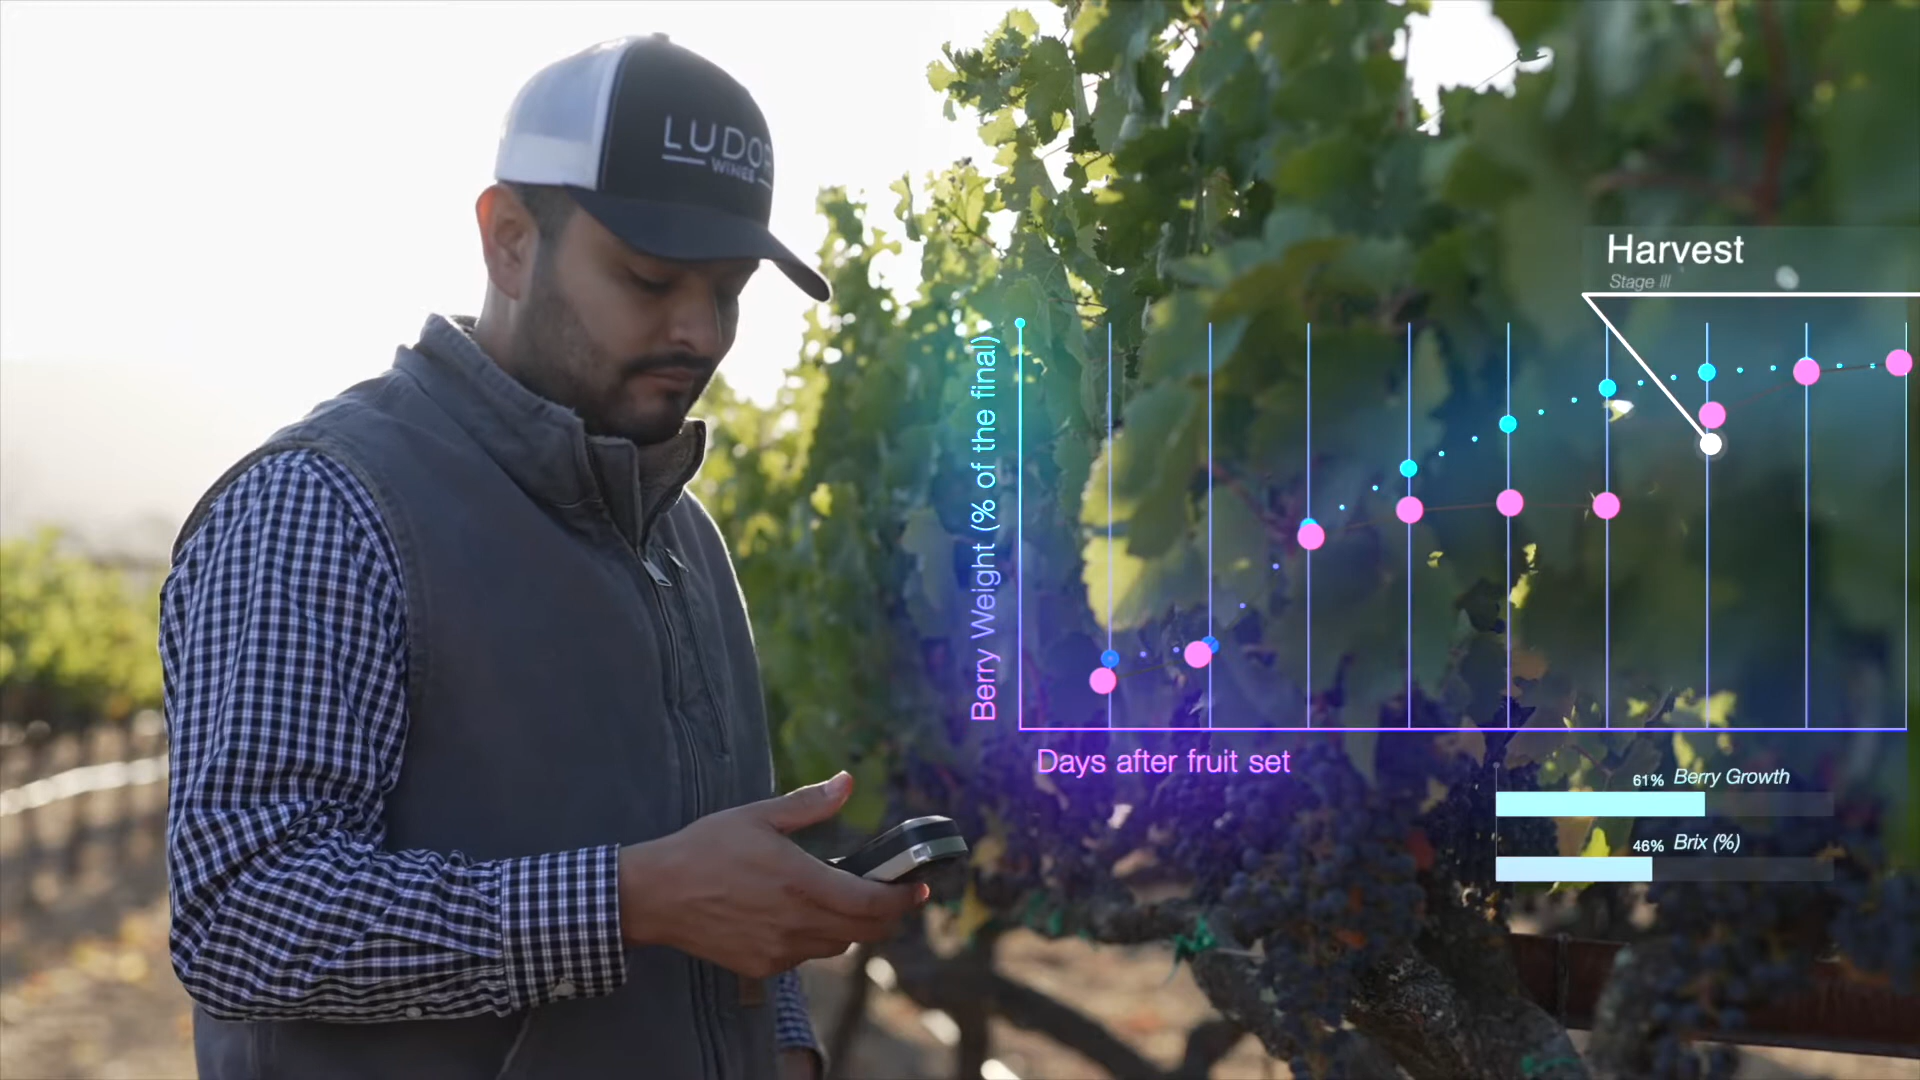 LUDO
WINES
Harvest
Stage III
Berry Weight (% of the final)
Days after fruit set
61% Berry Growth
46% Brix (%)